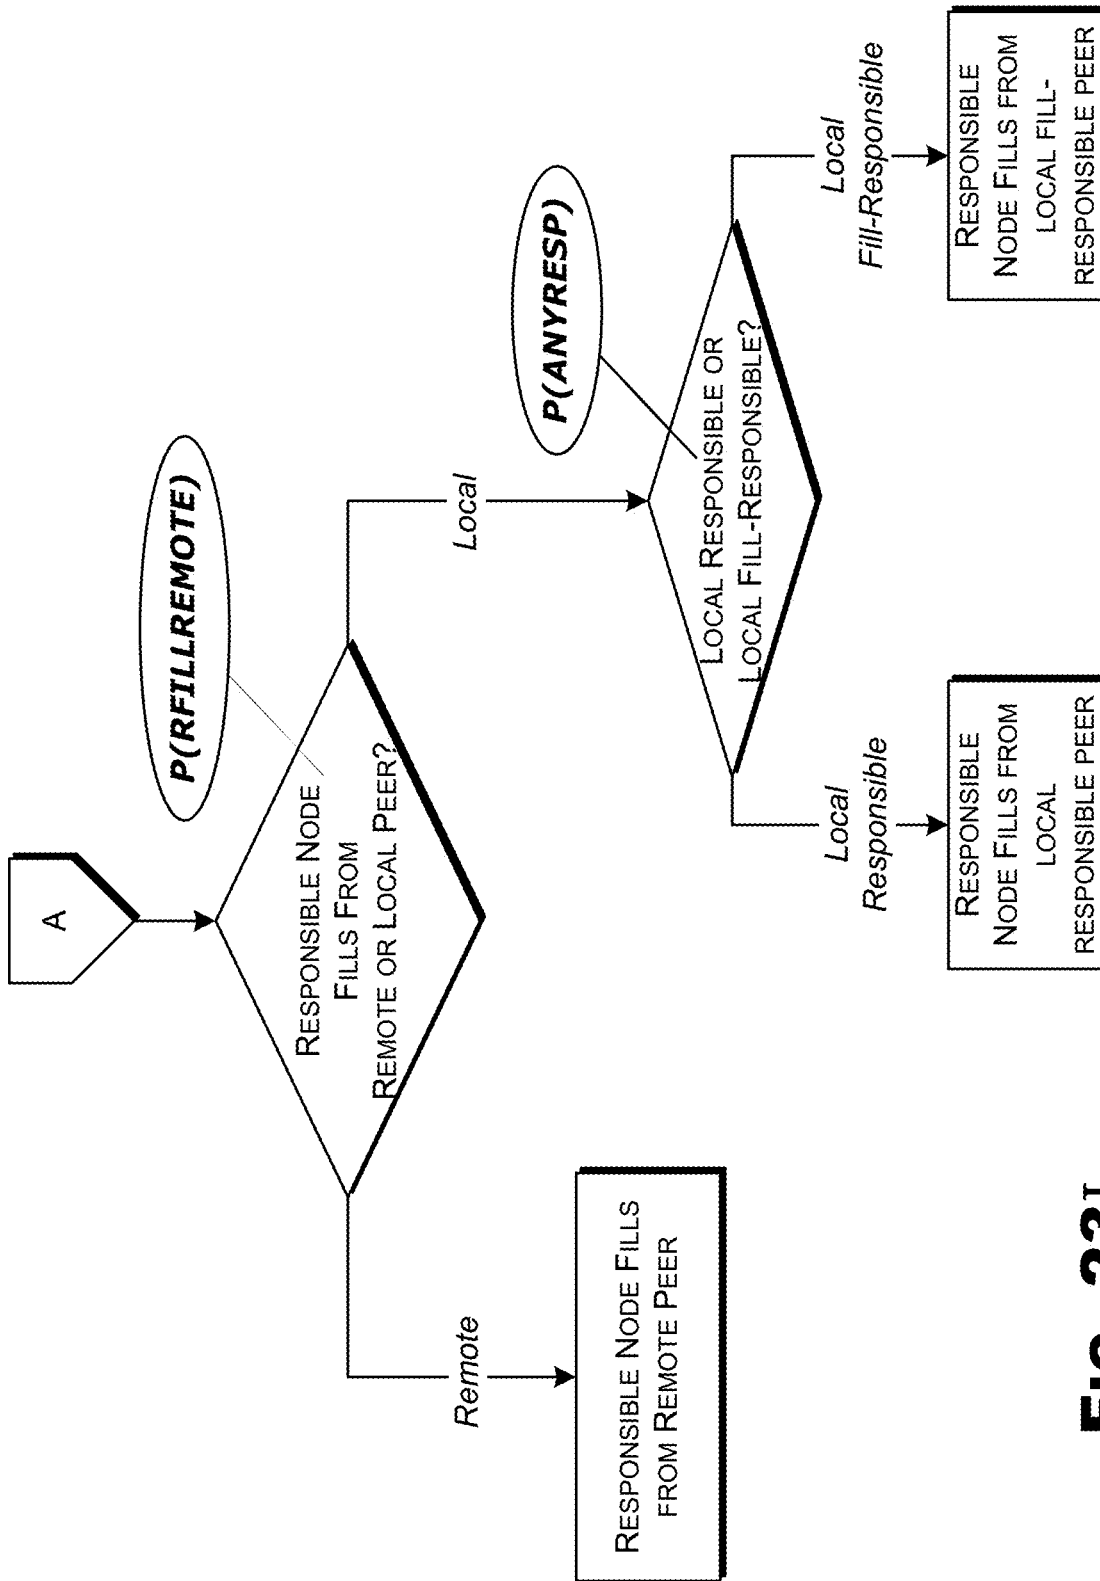 A
P(RFILLREMOTE)
RESPONSIBLE NODE
FILLS FROM
REMOTE OR LOCAL PEER?
Remote
Local
RESPONSIBLE NODE FILLS
FROM REMOTE PEER
P(ANYRESP)
LOCAL RESPONSIBLE OR
LOCAL FILL-RESPONSIBLE?
Local
Responsible
Local
Fill-Responsible
RESPONSIBLE
NODE FILLS FROM
LOCAL
RESPONSIBLE PEER
RESPONSIBLE
NODE FILLS FROM
LOCAL FILL-
RESPONSIBLE PEER